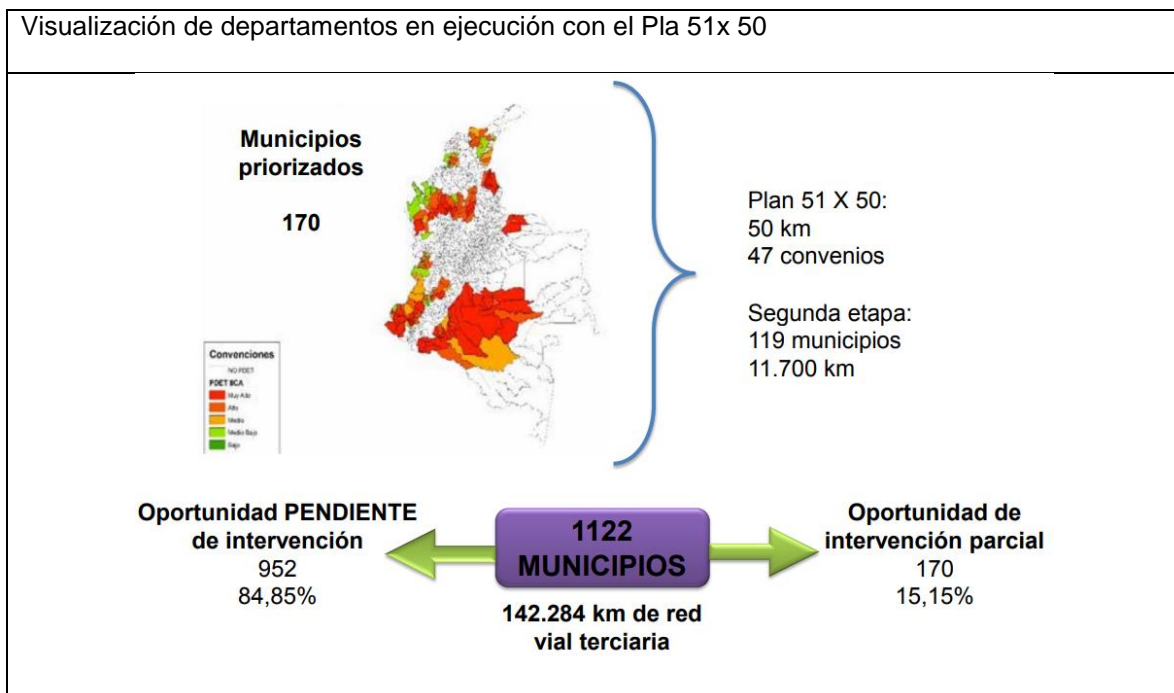 Visualización de departamentos en ejecución con el Pla 51x 50
Municipios
priorizados
170
Convenciones
NO PDET
PDET IICA
Muy Alto
Alto
Medio
Medio Bajo
Bajo
Plan 51 X 50:
50 km
47 convenios
Segunda etapa:
119 municipios
11.700 km
Oportunidad PENDIENTE
de intervención
952
84,85%
1122
MUNICIPIOS
142.284 km de red
vial terciaria
Oportunidad de
intervención parcial
170
15,15%